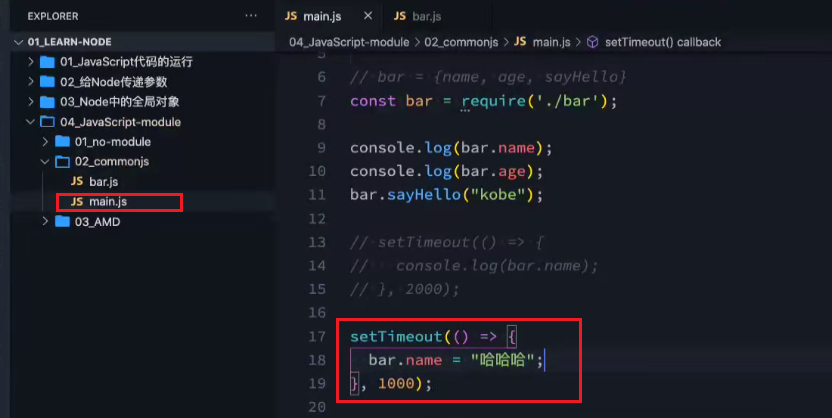 EXPLORER ···
01_LEARN-NODE
01_JavaScript代码的运行
02_给Node传递参数
03_Node中的全局对象
04_JavaScript-module
01_no-module
02_commonjs
JS bar.js
JS main.js
03_AMD
JS main.js × JS bar.js
04_JavaScript-module > 02_commonjs > JS main.js > setTimeout() callback
6 // bar = {name, age, sayHello}
7 const bar = require('./bar');
8
9 console.log(bar.name);
10 console.log(bar.age);
11 bar.sayHello("kobe");
12
13 // setTimeout(() => {
14 //   console.log(bar.name);
15 // }, 2000);
16
17 setTimeout(() => {
18   bar.name = "哈哈哈";
19 }, 1000);
20